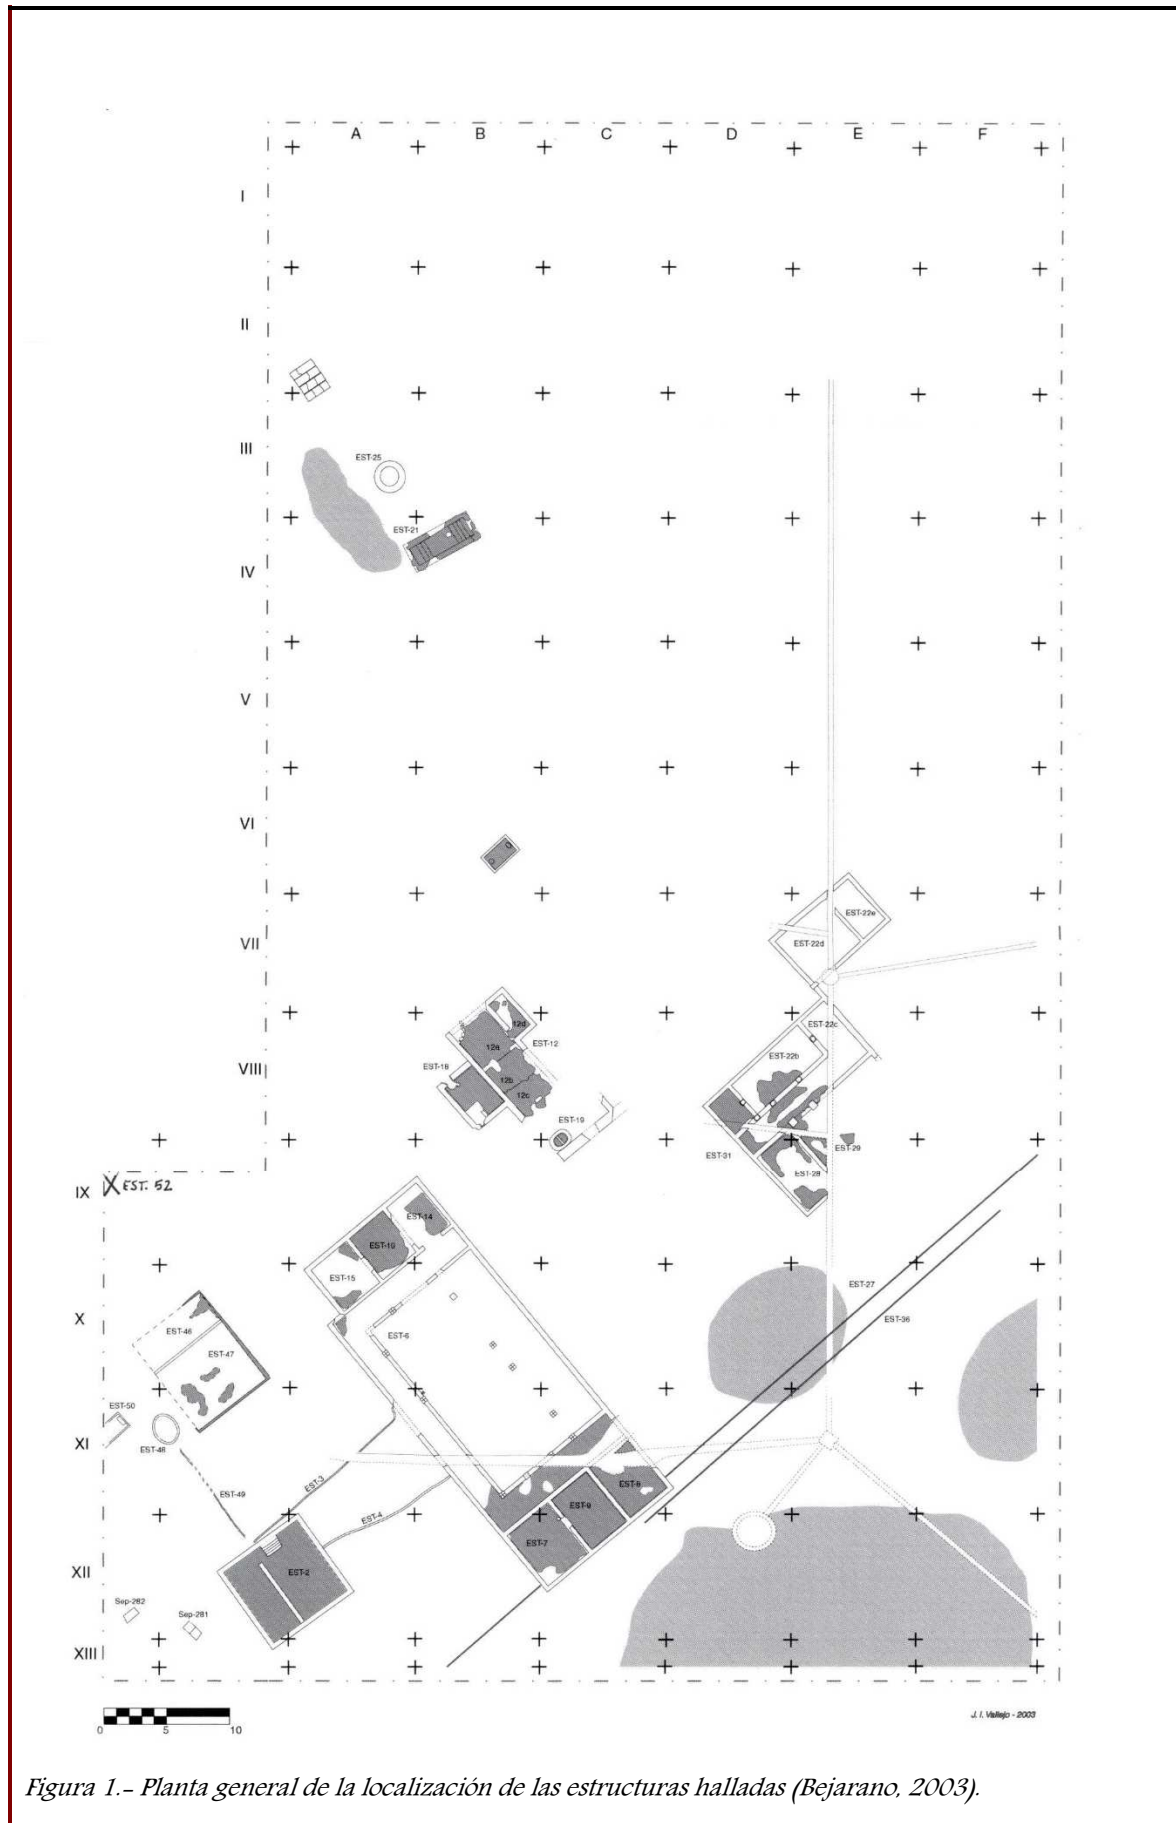 A B C D E F
I
II
III
EST-25
EST-21
IV
V
VI
EST-22e
VII
EST-22d
EST-22c
12d
12a
EST-12
EST-22b
VIII
EST-18
12b
12c
EST-19
EST-29
EST-31
EST-28
IX
X EST. 52
EST-14
EST-10
EST-15
EST-27
X
EST-36
EST-46
EST-6
EST-47
EST-50
XI
EST-48
EST-3
EST-49
EST-8
EST-9
EST-4
EST-7
XII
EST-2
Sep-282
Sep-281
XIII
0 5 10
J. I. Vallejo - 2003
Figura 1.- Planta general de la localización de las estructuras halladas (Bejarano, 2003).